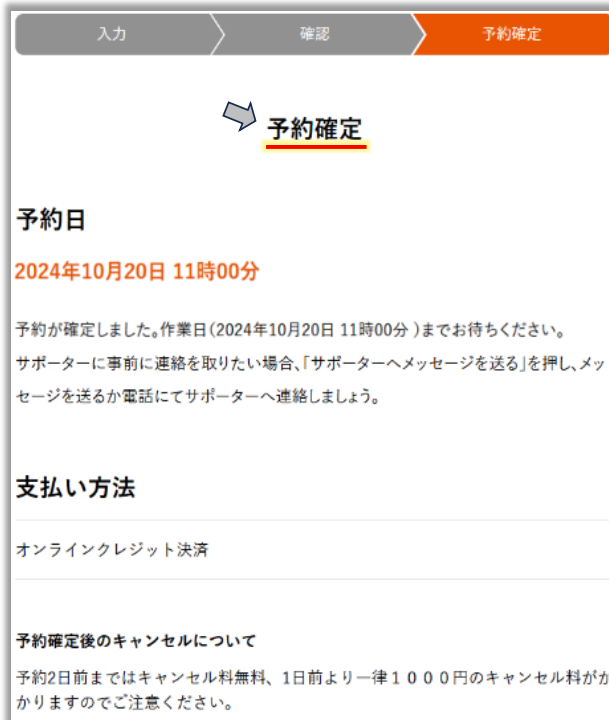 入力
確認
予約確定
予約確定
予約日
2024年10月20日 11時00分
予約が確定しました。作業日(2024年10月20日 11時00分 )までお待ちください。
サポーターに事前に連絡を取りたい場合、「サポーターへメッセージを送る」を押し、メッ
セージを送るか電話にてサポーターへ連絡しましょう。
支払い方法
オンラインクレジット決済
予約確定後のキャンセルについて
予約2日前まではキャンセル料無料、1日前より一律１０００円のキャンセル料がか
かりますのでご注意ください。